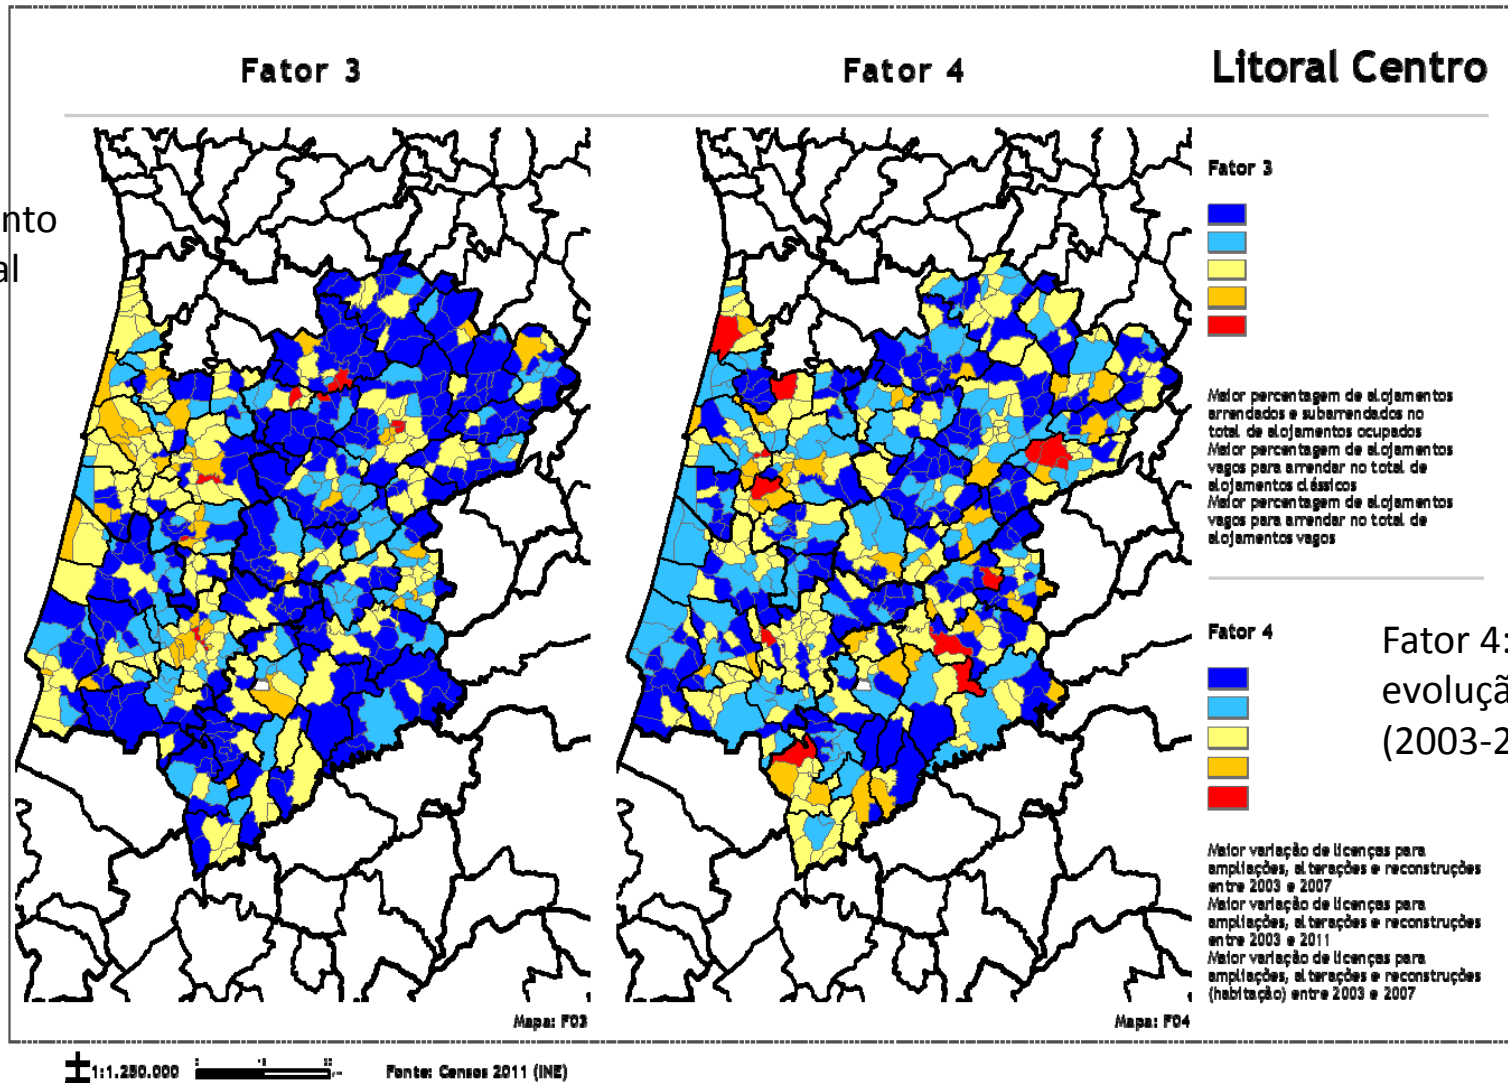 Fator 3
Fator 4
Litoral Centro
nto
al
Fator 3
Maior percentagem de alojamentos
arrendados e subarrendados no
total de alojamentos ocupados
Maior percentagem de alojamentos
vagos para arrendar no total de
alojamentos clássicos
Maior percentagem de alojamentos
vagos para arrendar no total de
alojamentos vagos
Fator 4
Fator 4:
evoluçã
(2003-2
Maior variação de licenças para
ampliações, alterações e reconstruções
entre 2003 e 2007
Maior variação de licenças para
ampliações, alterações e reconstruções
entre 2003 e 2011
Maior variação de licenças para
ampliações, alterações e reconstruções
(habitação) entre 2003 e 2007
Mapa: F03
Mapa: F04
1:1.250.000
Fonte: Censos 2011 (INE)